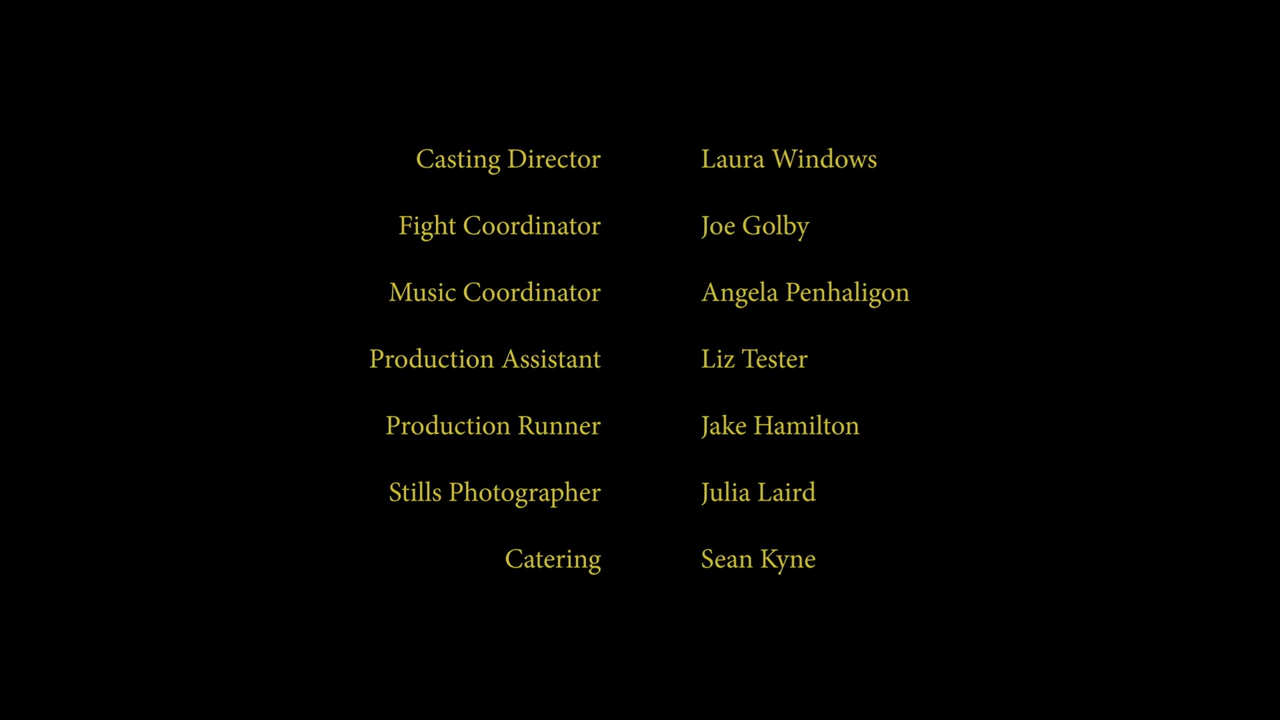 Casting Director Laura Windows
Fight Coordinator Joe Golby
Music Coordinator Angela Penhaligon
Production Assistant Liz Tester
Production Runner Jake Hamilton
Stills Photographer Julia Laird
Catering Sean Kyne